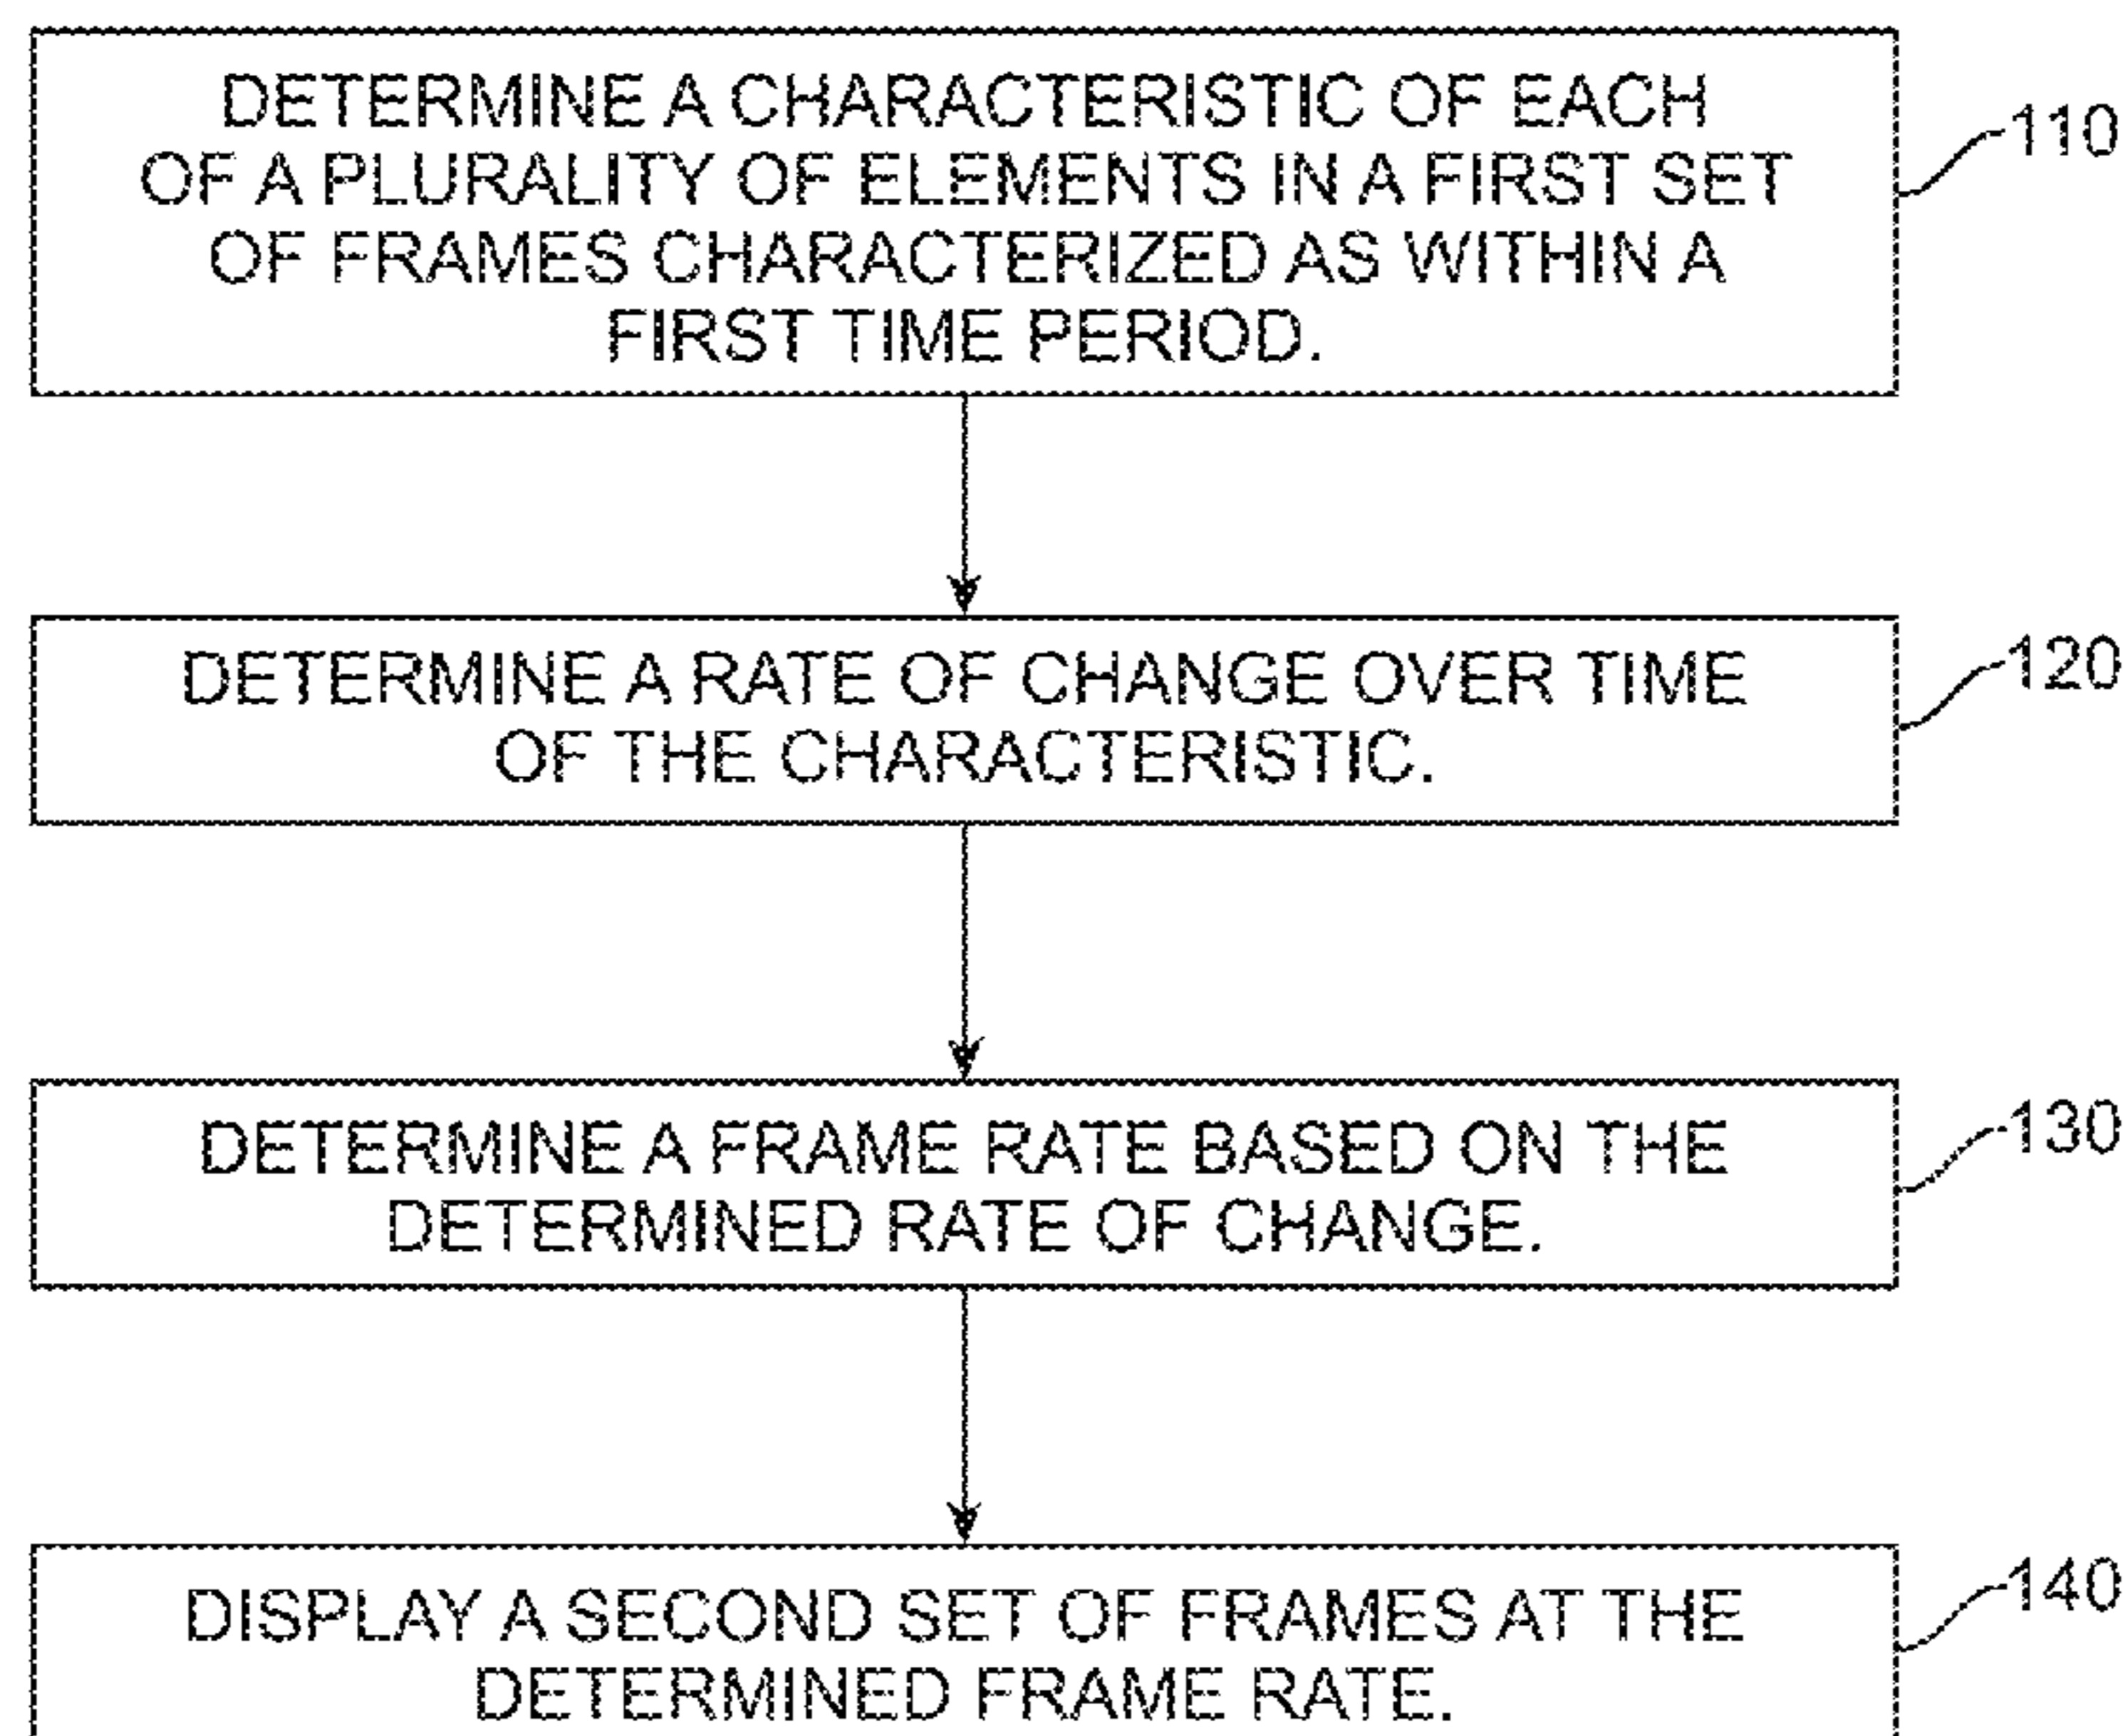 DETERMINE A CHARACTERISTIC OF EACH
OF A PLURALITY OF ELEMENTS IN A FIRST SET
OF FRAMES CHARACTERIZED AS WITHIN A
FIRST TIME PERIOD.
110
DETERMINE A RATE OF CHANGE OVER TIME
OF THE CHARACTERISTIC.
120
DETERMINE A FRAME RATE BASED ON THE
DETERMINED RATE OF CHANGE.
130
DISPLAY A SECOND SET OF FRAMES AT THE
DETERMINED FRAME RATE.
140